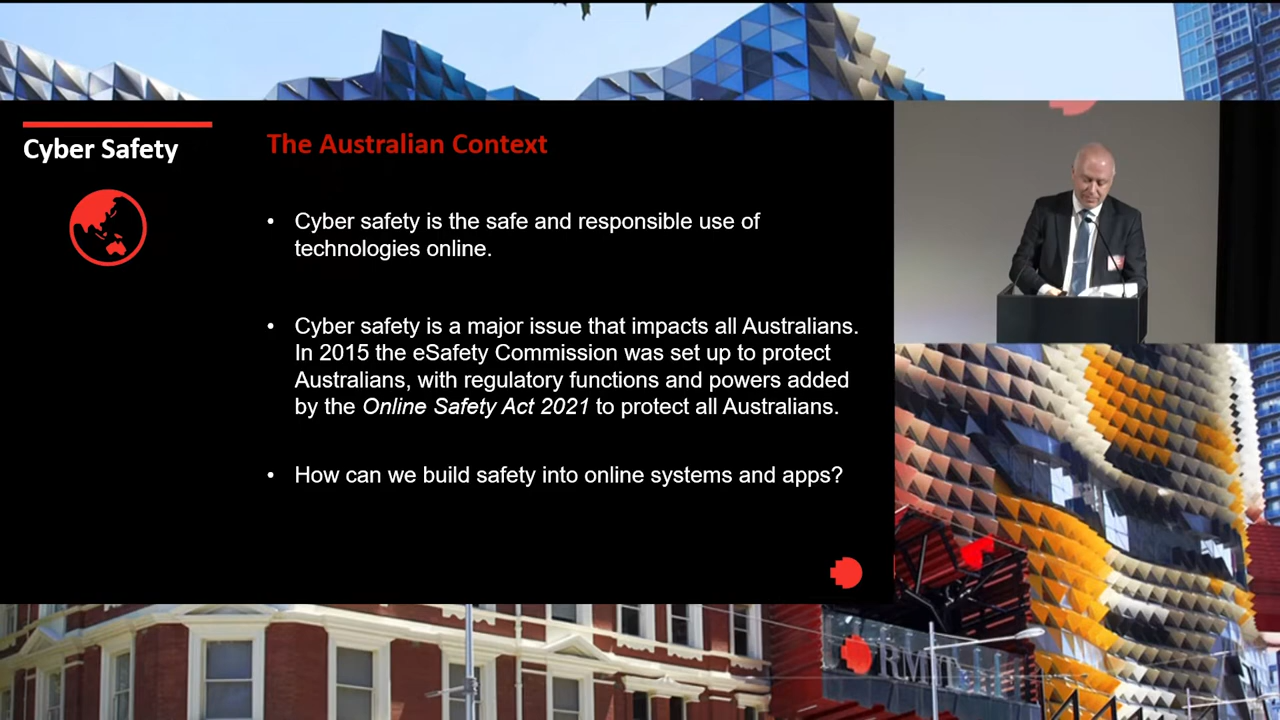 Cyber Safety
The Australian Context
• Cyber safety is the safe and responsible use of
technologies online.
• Cyber safety is a major issue that impacts all Australians.
In 2015 the eSafety Commission was set up to protect
Australians, with regulatory functions and powers added
by the Online Safety Act 2021 to protect all Australians.
• How can we build safety into online systems and apps?
RMIT